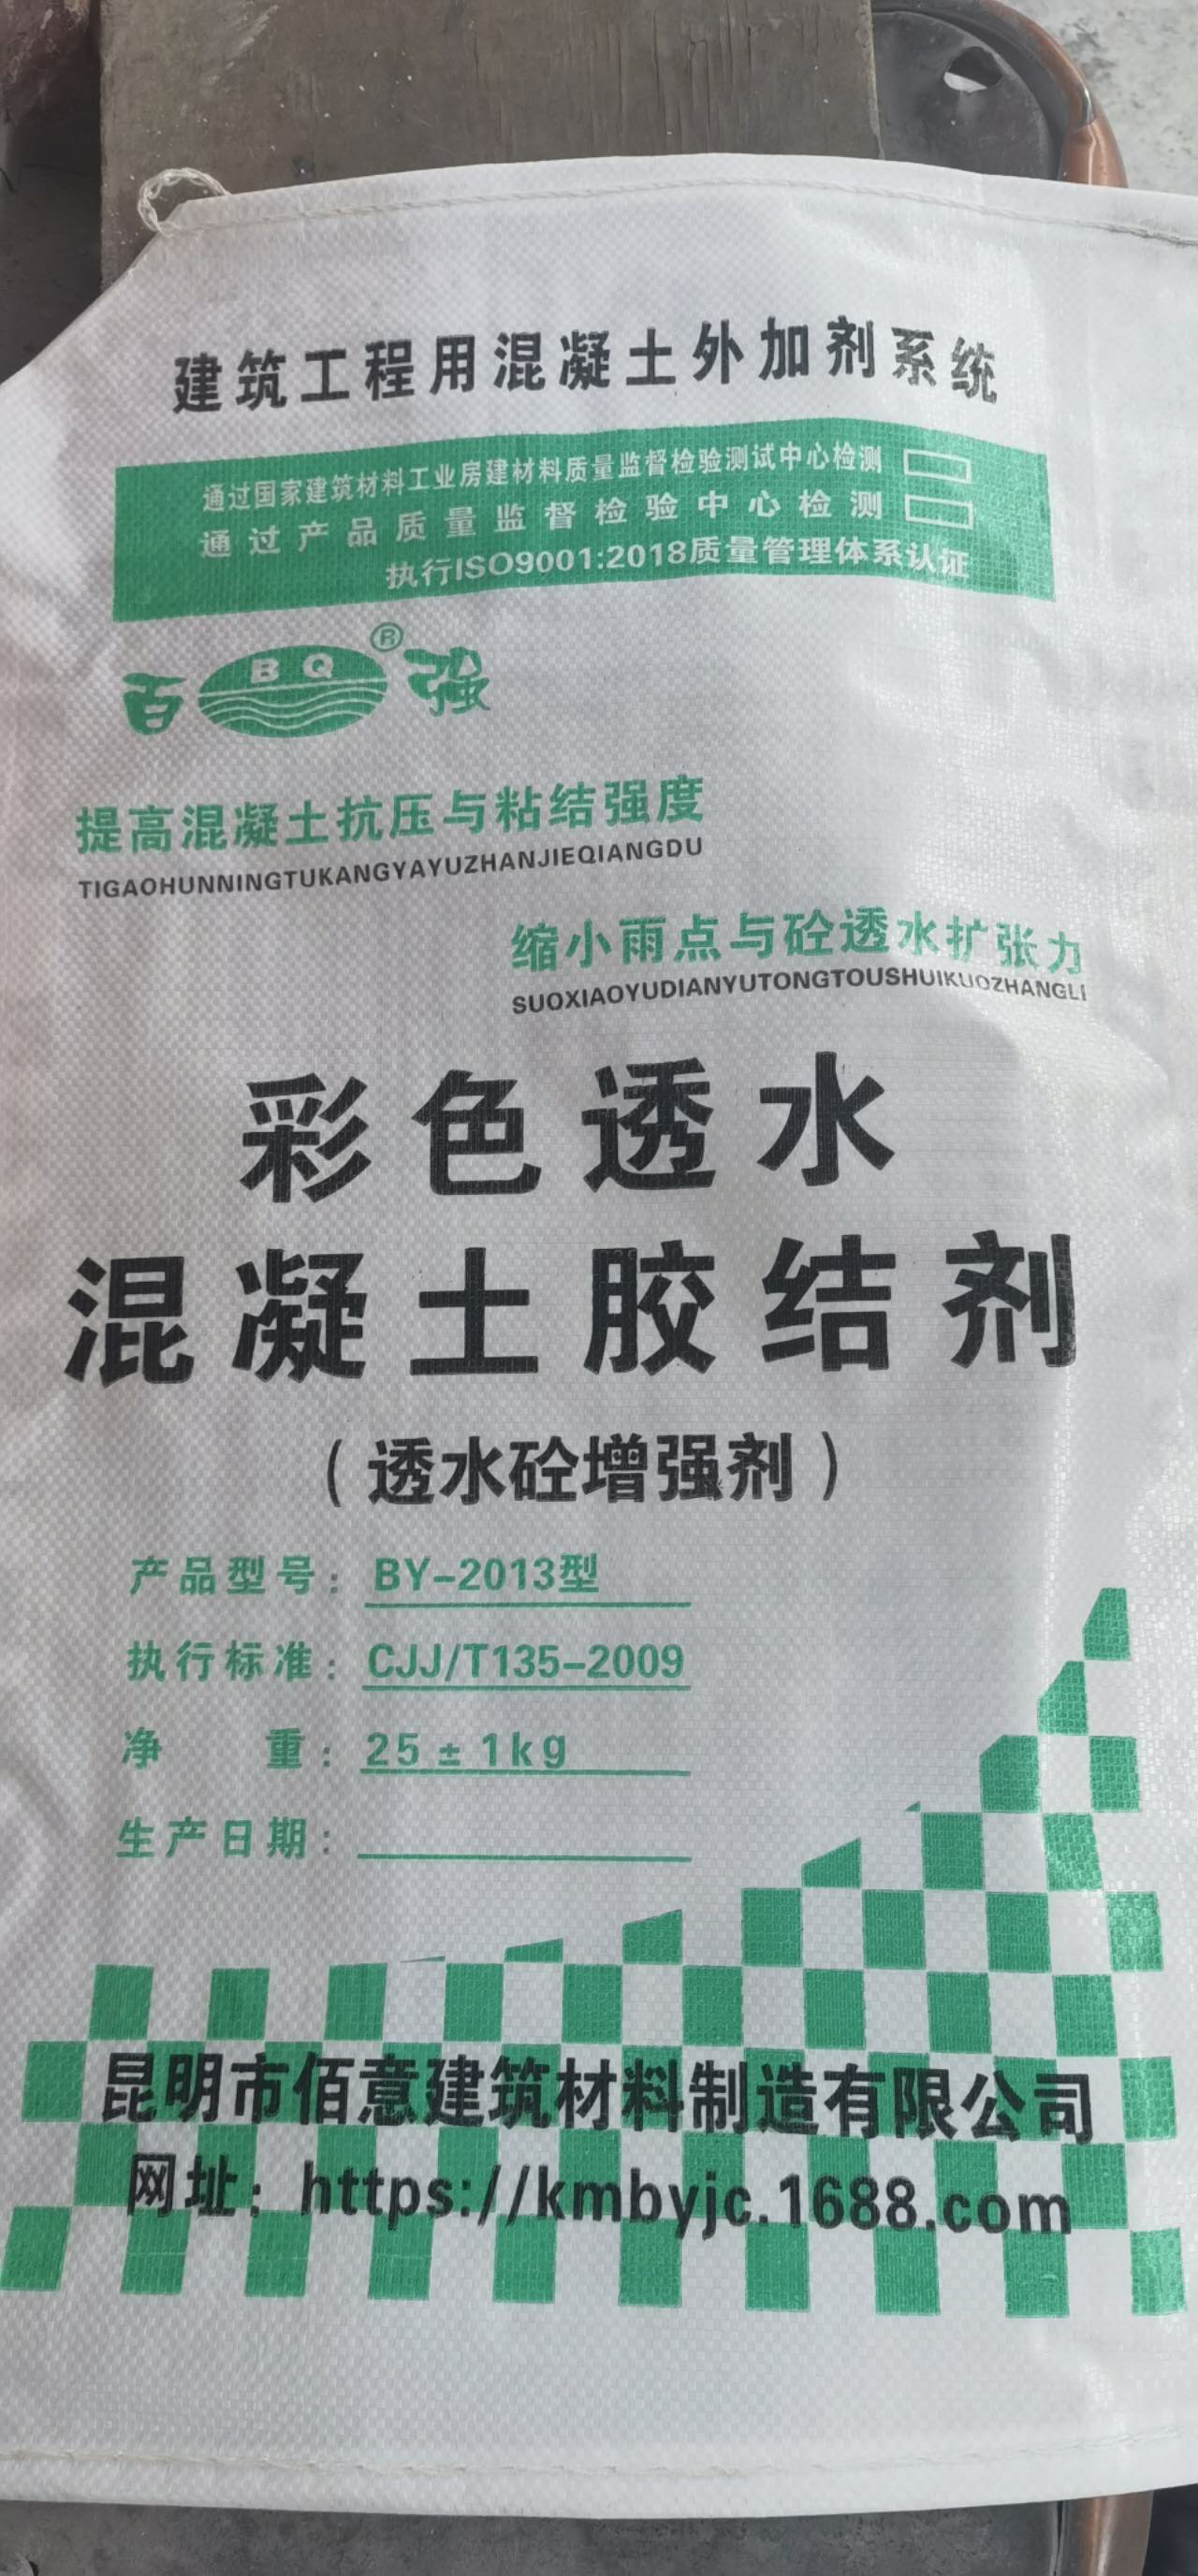 建筑工程用混凝土外加剂系统
通过国家建筑材料工业房建材料质量监督检验测试中心检测
通过产品质量监督检验中心检测
执行ISO9001:2018质量管理体系认证
百 BQ® 强
提高混凝土抗压与粘结强度
TIGAOHUNNINGTUKANGYAYUZHANJIEQIANGDU
缩小雨点与砼透水扩张力
SUOXIAOYUDIANYUTONGTOUSHUIKUOZHANGLI
彩色透水
混凝土胶结剂
(透水砼增强剂)
产品型号: BY-2013型
执行标准: CJJ/T135-2009
净 重: 25±1kg
生产日期:
昆明市佰意建筑材料制造有限公司
网址: https://kmbyjc.1688.com